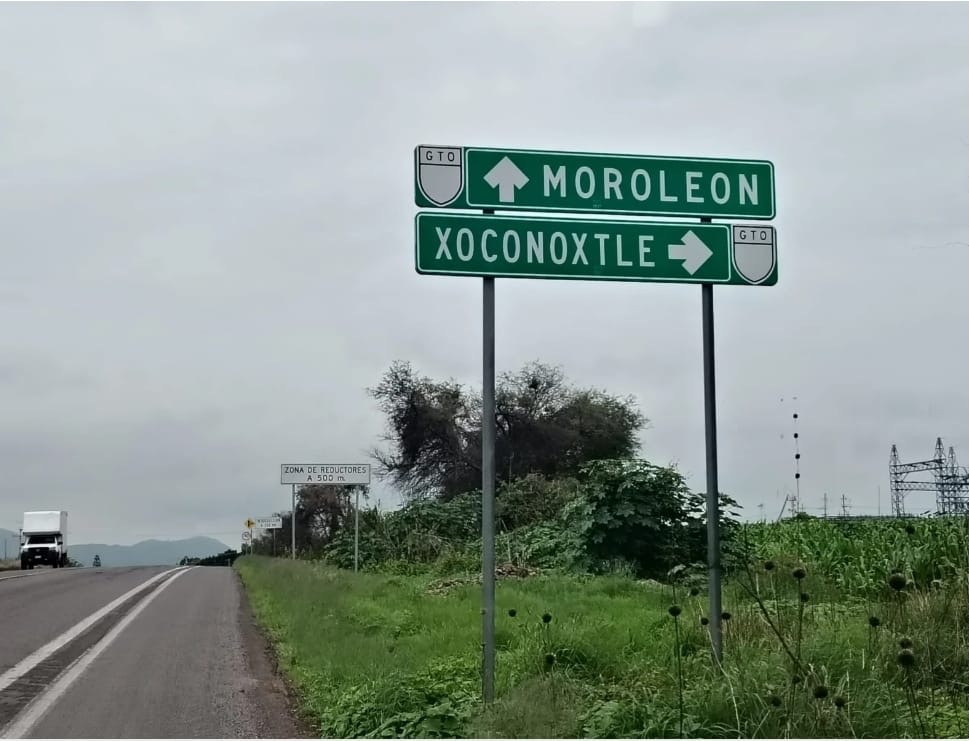 GTO
MOROLEON
XOCONOXTLE
GTO
ZONA DE REDUCTORES
A 500 m.